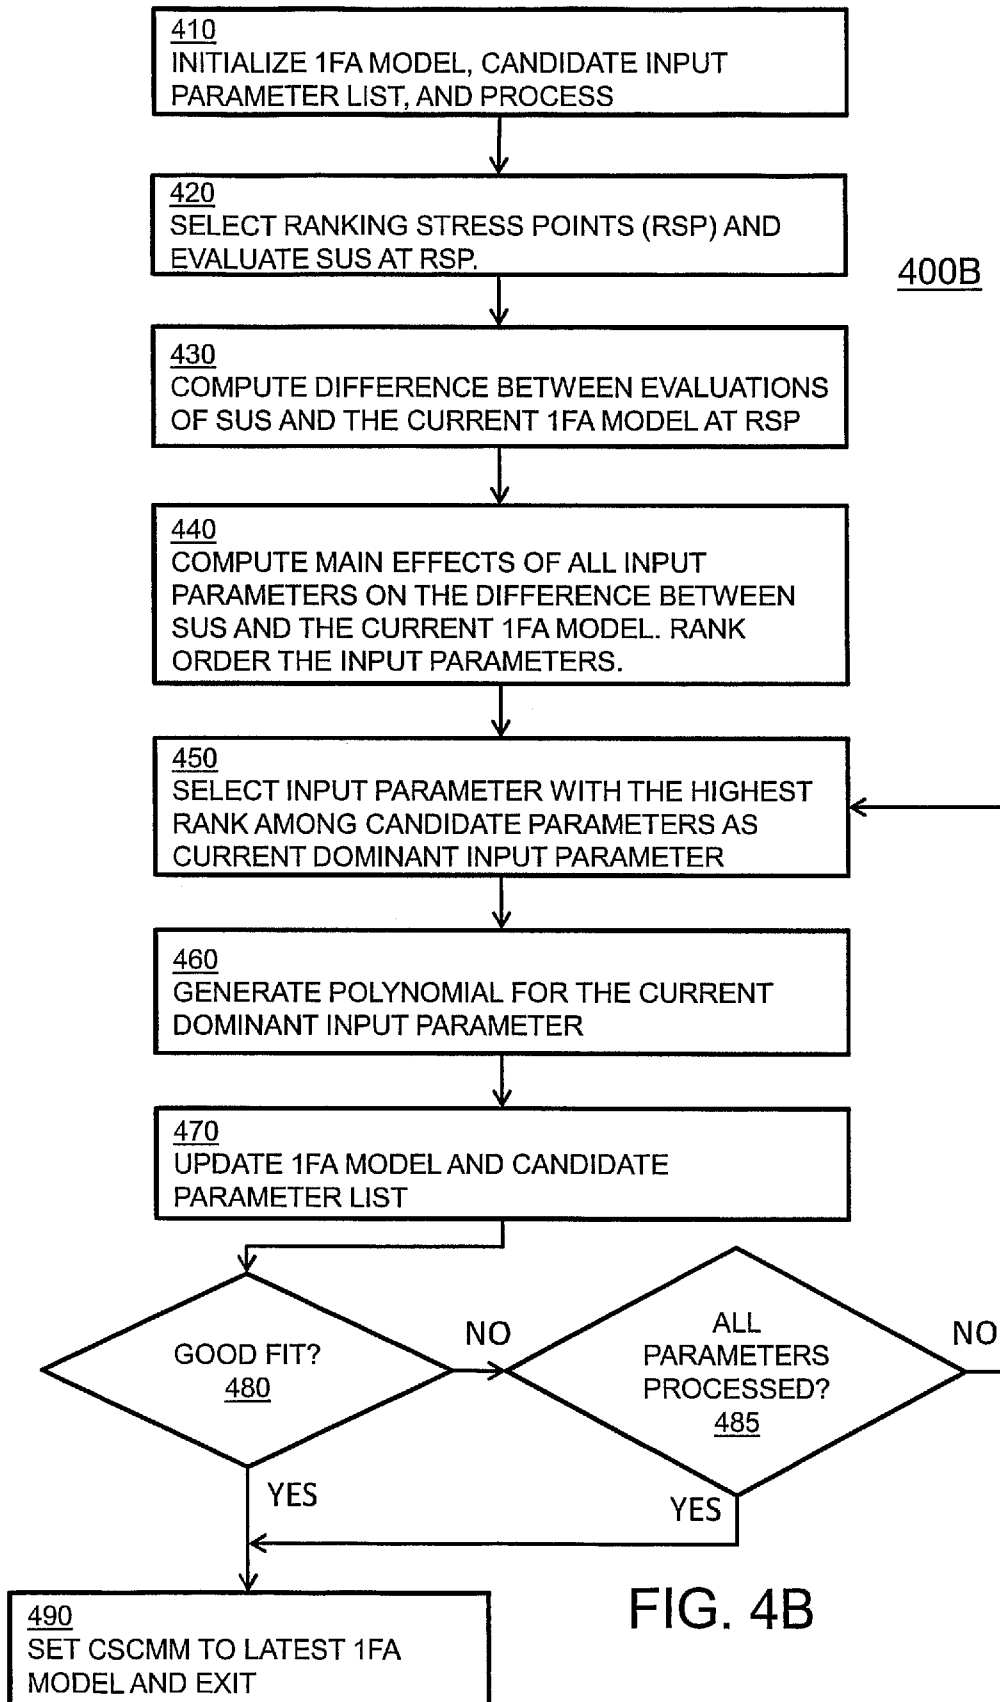 410
INITIALIZE 1FA MODEL, CANDIDATE INPUT
PARAMETER LIST, AND PROCESS
420
SELECT RANKING STRESS POINTS (RSP) AND
EVALUATE SUS AT RSP.
400B
430
COMPUTE DIFFERENCE BETWEEN EVALUATIONS
OF SUS AND THE CURRENT 1FA MODEL AT RSP
440
COMPUTE MAIN EFFECTS OF ALL INPUT
PARAMETERS ON THE DIFFERENCE BETWEEN
SUS AND THE CURRENT 1FA MODEL. RANK
ORDER THE INPUT PARAMETERS.
450
SELECT INPUT PARAMETER WITH THE HIGHEST
RANK AMONG CANDIDATE PARAMETERS AS
CURRENT DOMINANT INPUT PARAMETER
460
GENERATE POLYNOMIAL FOR THE CURRENT
DOMINANT INPUT PARAMETER
470
UPDATE 1FA MODEL AND CANDIDATE
PARAMETER LIST
GOOD FIT?
480
NO
ALL
PARAMETERS
PROCESSED?
485
NO
YES
YES
490
SET CSCMM TO LATEST 1FA
MODEL AND EXIT
FIG. 4B